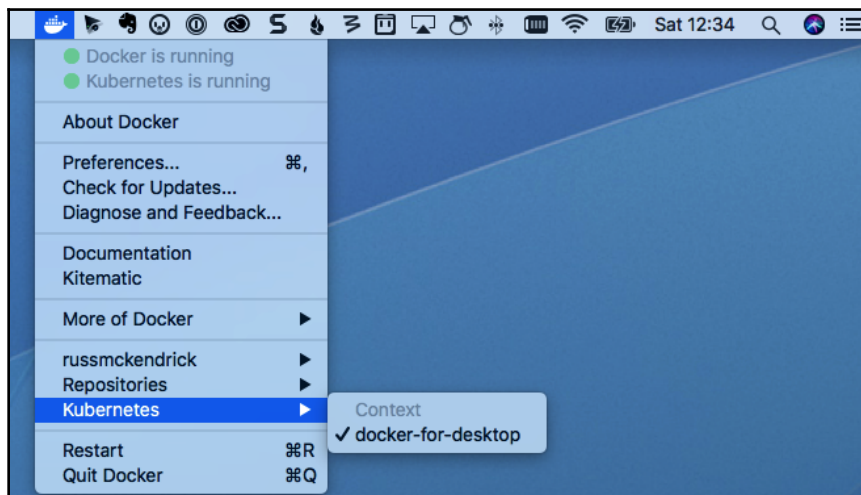 Sat 12:34
Docker is running
Kubernetes is running
About Docker
Preferences... ⌘,
Check for Updates...
Diagnose and Feedback...
Documentation
Kitematic
More of Docker ▶
russmckendrick ▶
Repositories ▶
Kubernetes ▶
Context
✓ docker-for-desktop
Restart ⌘R
Quit Docker ⌘Q